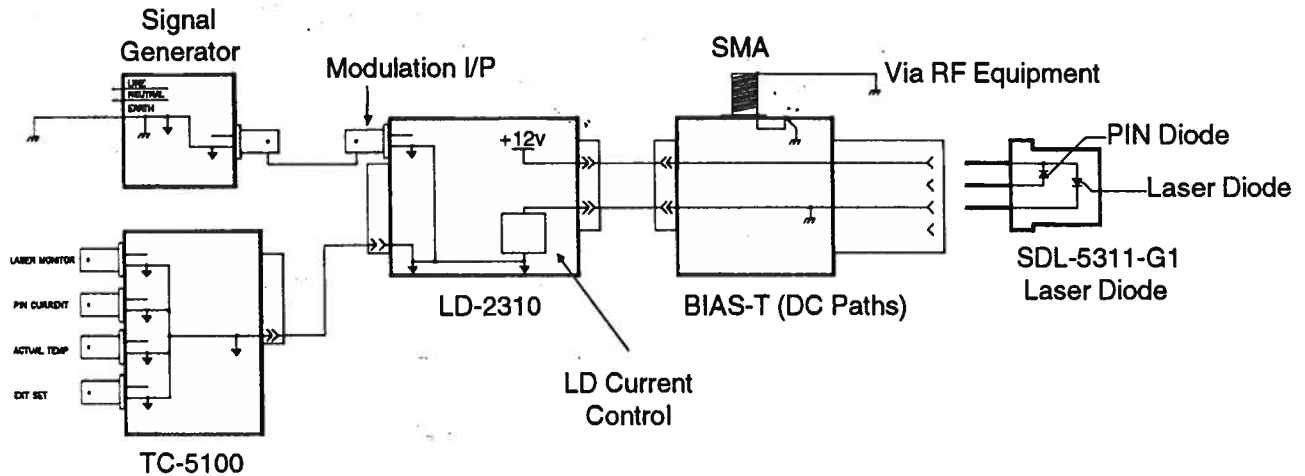 Signal
Generator
LINE
NEUTRAL
EARTH
Modulation I/P
+12v
SMA
Via RF Equipment
PIN Diode
Laser Diode
SDL-5311-G1
Laser Diode
LASER MONITOR
PIN CURRENT
ACTUAL TEMP
EXT SET
LD-2310
BIAS-T (DC Paths)
LD Current
Control
TC-5100